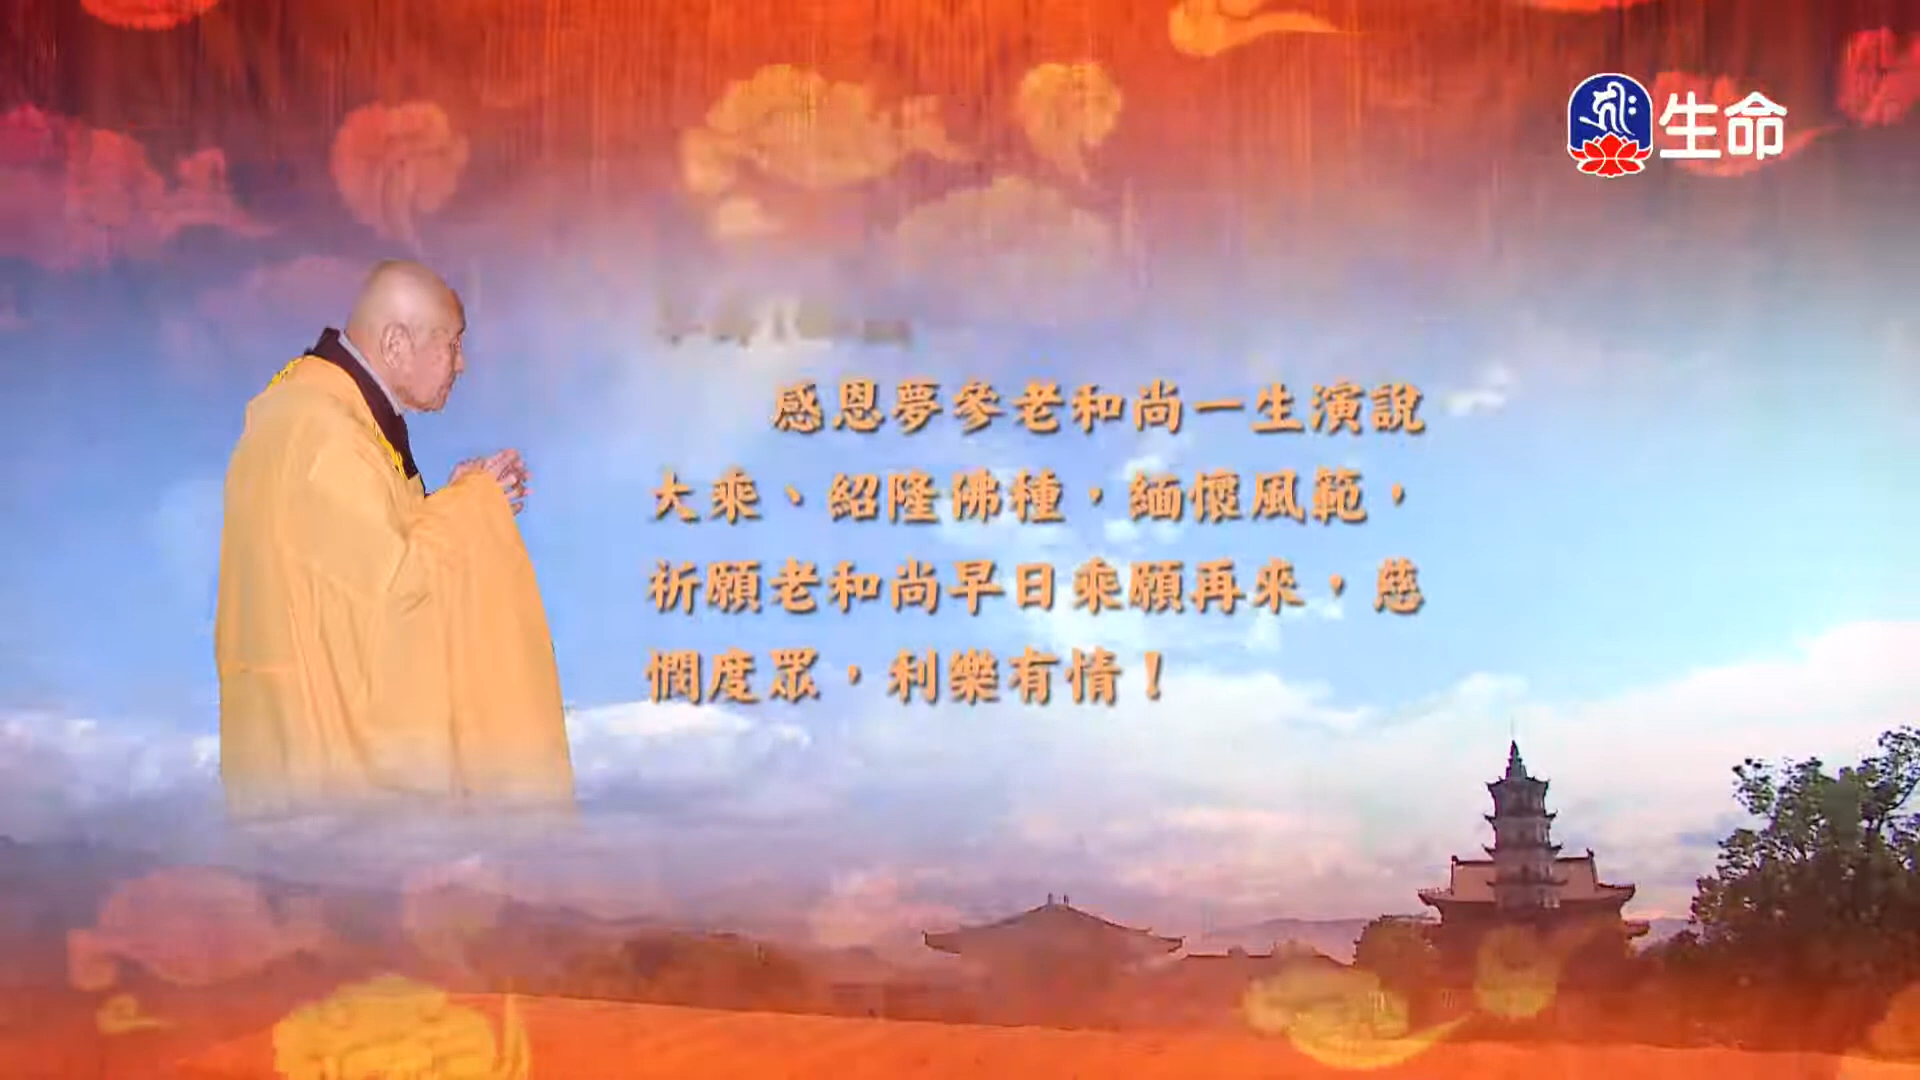 生命
感恩夢參老和尚一生演說
大乘、紹隆佛種，緬懷風範，
祈願老和尚早日乘願再來，慈
憫度眾，利樂有情！